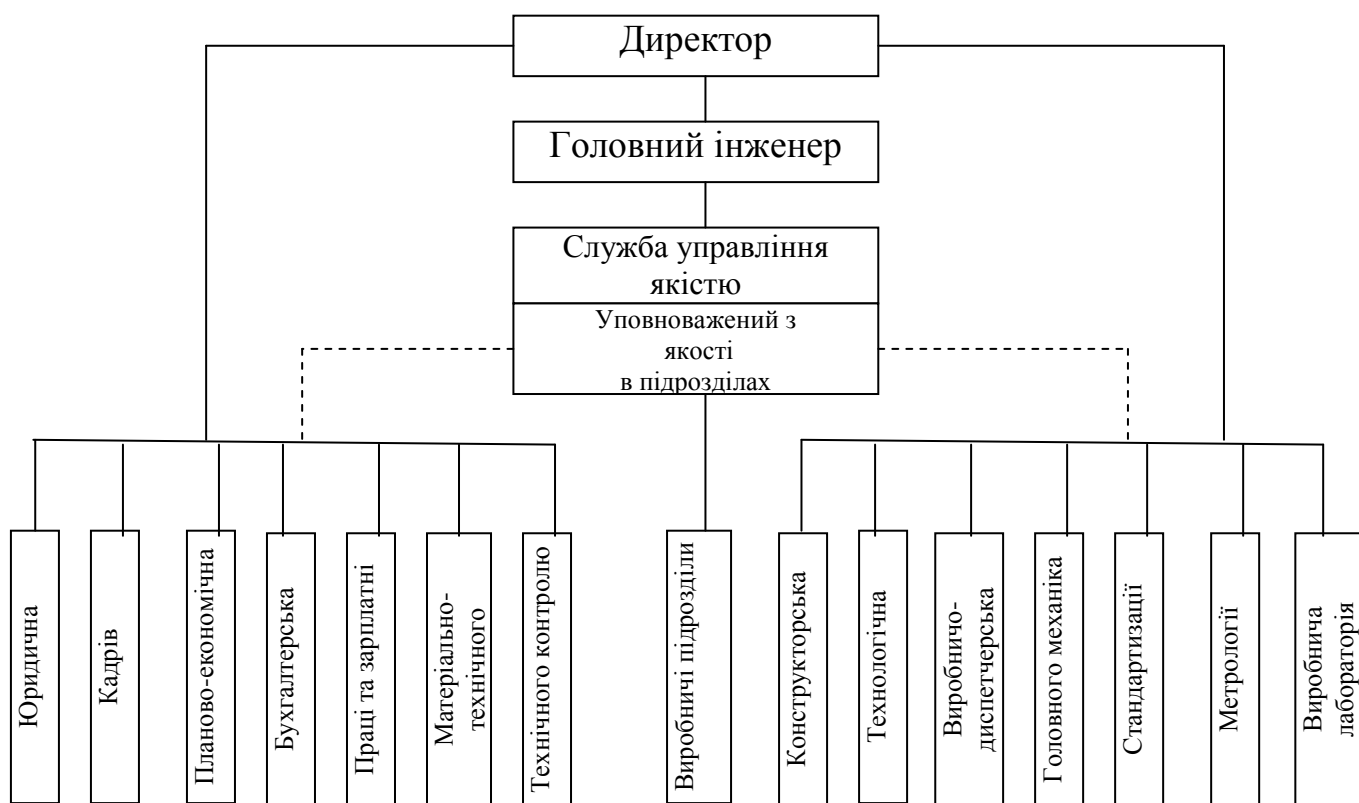 Директор
Головний інженер
Служба управління
якістю
Уповноважений з
якості
в підрозділах
Юридична
Кадрів
Планово-економічна
Бухгалтерська
Праці та зарплатні
Матеріально-
технічного
Технічного контролю
Виробничі підрозділи
Конструкторська
Технологічна
Виробничо-
диспетчерська
Головного механіка
Стандартизації
Метрології
Виробнича
лабораторія